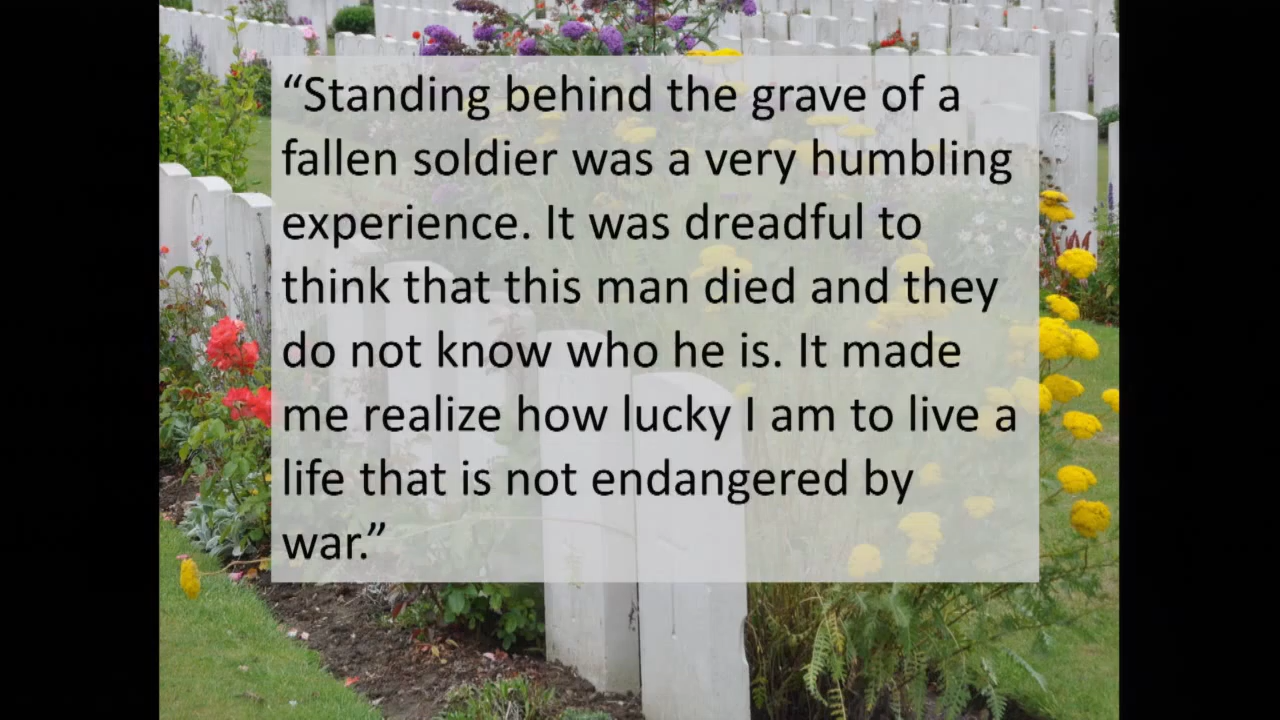 “Standing behind the grave of a
fallen soldier was a very humbling
experience. It was dreadful to
think that this man died and they
do not know who he is. It made
me realize how lucky I am to live a
life that is not endangered by
war.”